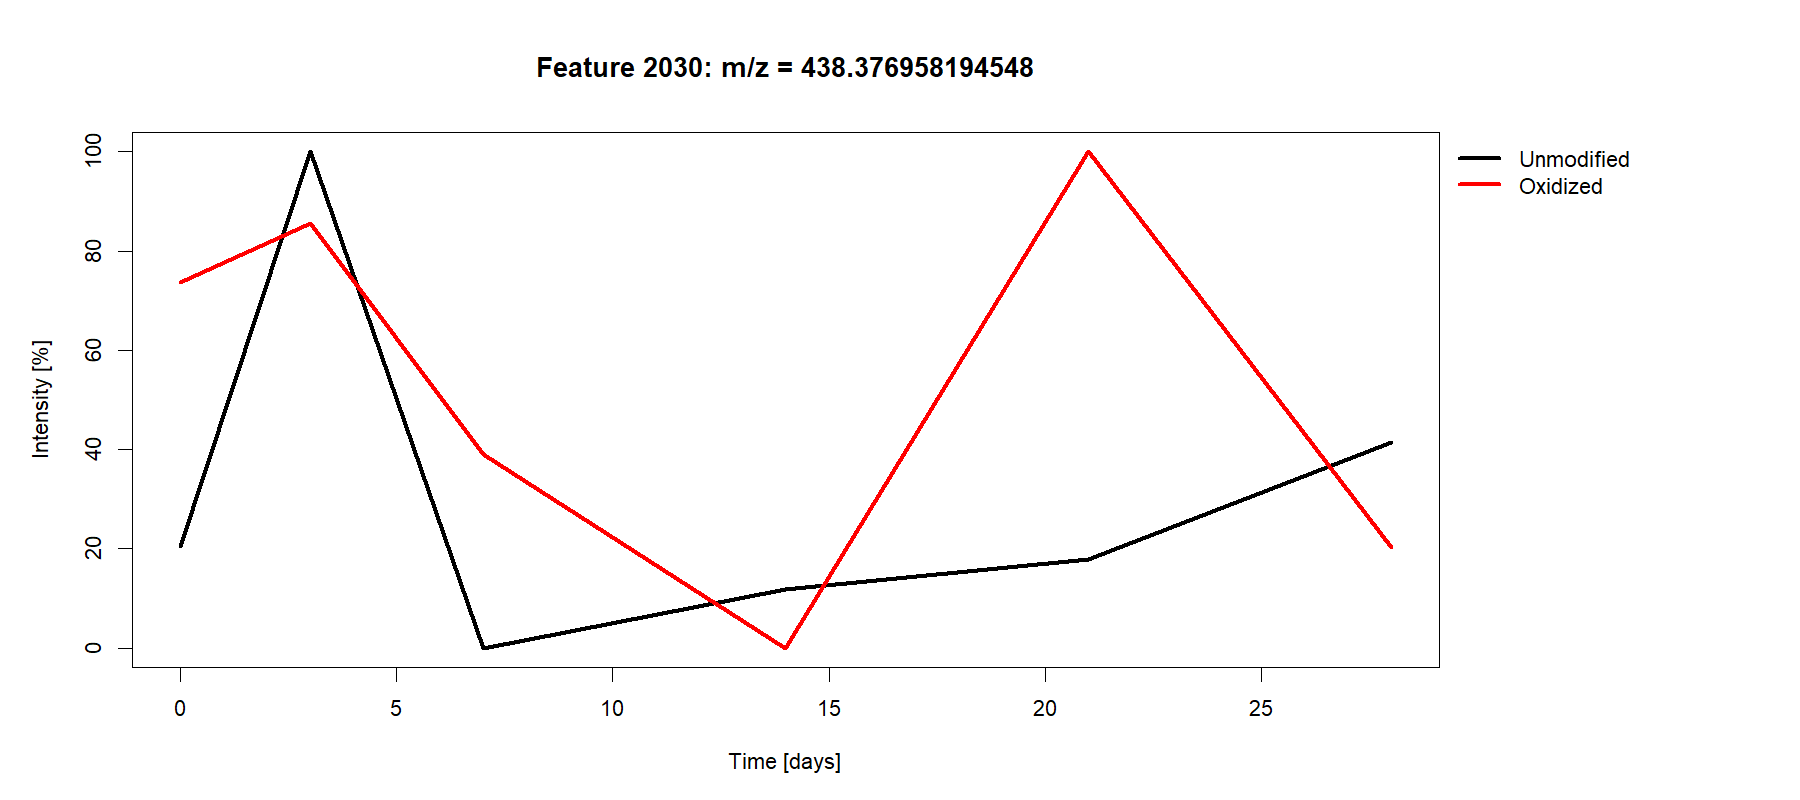 Feature 2030: m/z = 438.376958194548
Unmodified
Oxidized
Intensity [%]
100
80
60
40
20
0
0 5 10 15 20 25
Time [days]